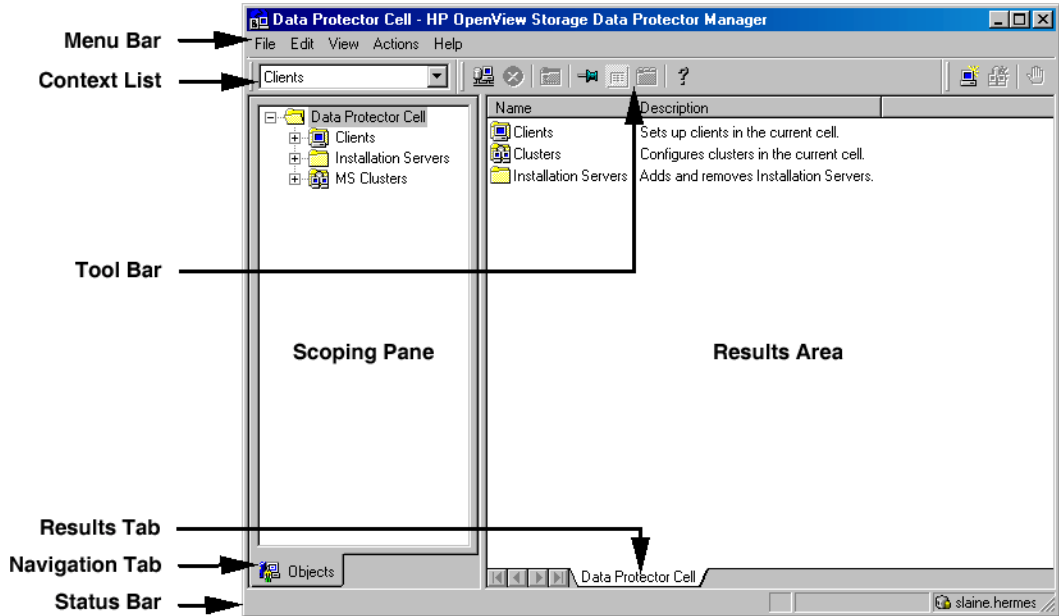 Data Protector Cell - HP OpenView Storage Data Protector Manager
Menu Bar
File Edit View Actions Help
Context List
Clients
?
Name Description
Data Protector Cell
Clients
Installation Servers
MS Clusters
Clients Sets up clients in the current cell.
Clusters Configures clusters in the current cell.
Installation Servers Adds and removes Installation Servers.
Tool Bar
Scoping Pane
Results Area
Results Tab
Navigation Tab
Objects
Data Protector Cell
Status Bar
slaine.hermes